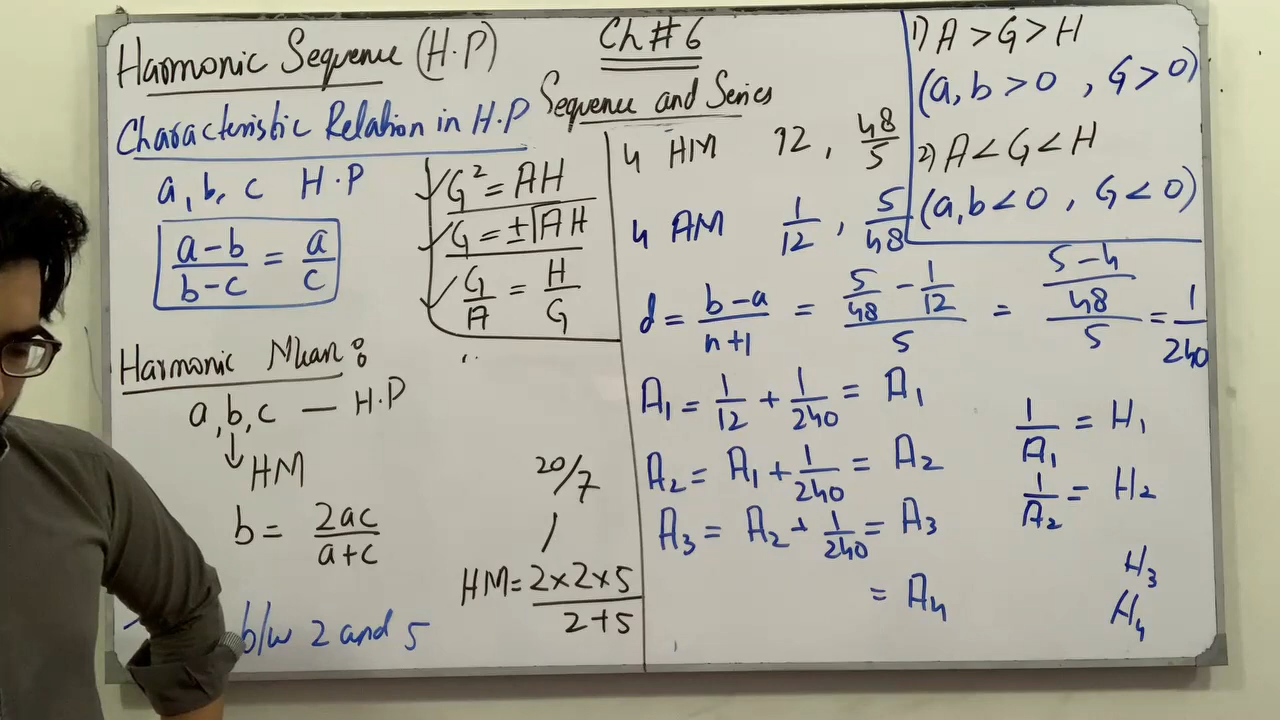 Harmonic Sequence (H.P)
Ch # 6
Sequence and Series
Characteristic Relation in H.P
a, b, c H.P
a-b/b-c = a/c
G² = AH
G = ±√AH
G/A = H/G
Harmonic Mean:
a, b, c — H.P
↓
HM
b = 2ac/a+c
b/w 2 and 5
20/7
HM = 2×2×5/2+5
4 HM 12, 48/5
4 AM 1/12, 5/48
d = b-a/n+1 = 5/48 - 1/12/5 = 5-4/48/5 = 1/240
A₁ = 1/12 + 1/240 = A₁
A₂ = A₁ + 1/240 = A₂
A₃ = A₂ + 1/240 = A₃
= A₄
1/A₁ = H₁
1/A₂ = H₂
H₃
H₄
1) A > G > H
(a, b > 0 , G > 0)
2) A < G < H
(a, b < 0 , G < 0)